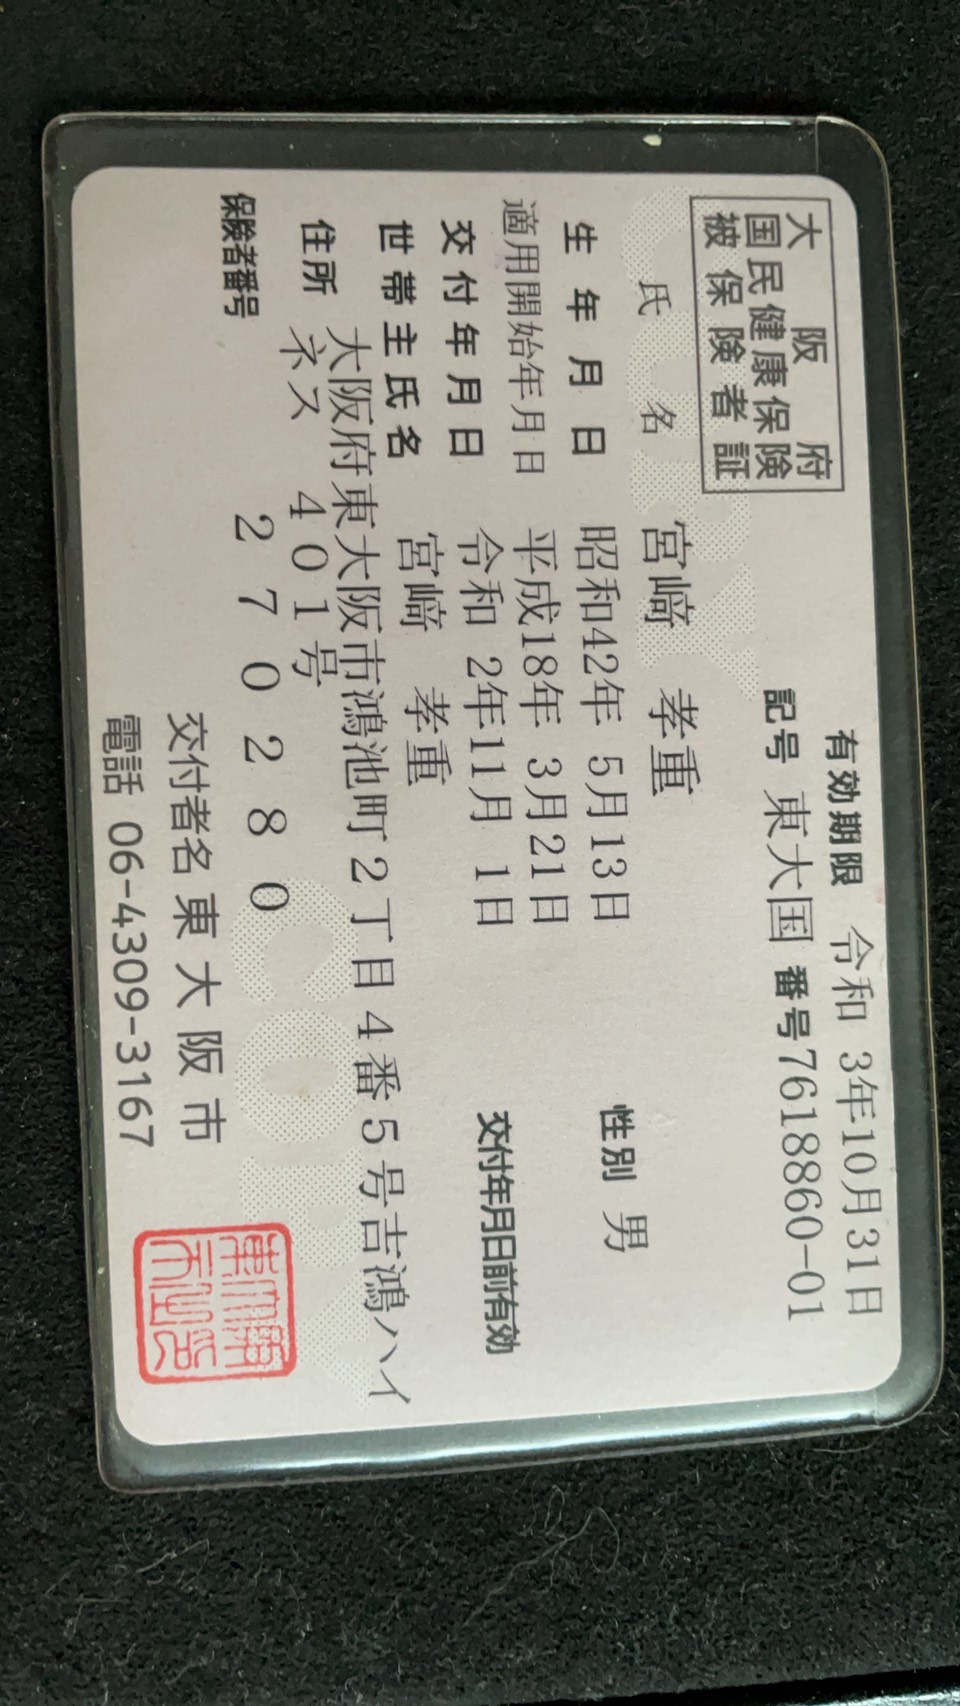 大阪府
国民健康保険
被保険者証
有効期限 令和 3年10月31日
記号 東大国 番号7618860-01
氏名 宮﨑 孝重
生年月日 昭和42年 5月13日 性別 男
適用開始年月日 平成18年 3月21日
交付年月日 令和 2年11月 1日 交付年月日前有効
世帯主氏名 宮﨑 孝重
住所 大阪府東大阪市鴻池町2丁目4番5号吉鴻ハイ
ネス 401号
保険者番号 270280
交付者名 東大阪市
電話 06-4309-3167
COPY
COPY